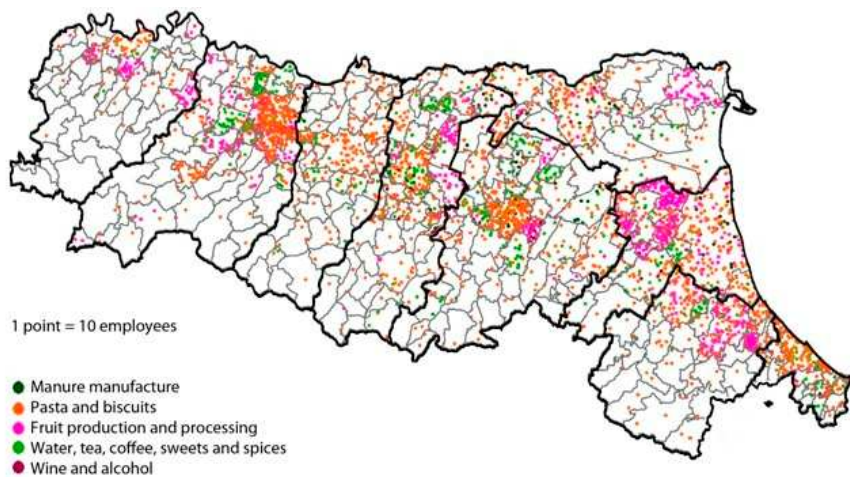 1 point = 10 employees
Manure manufacture
Pasta and biscuits
Fruit production and processing
Water, tea, coffee, sweets and spices
Wine and alcohol